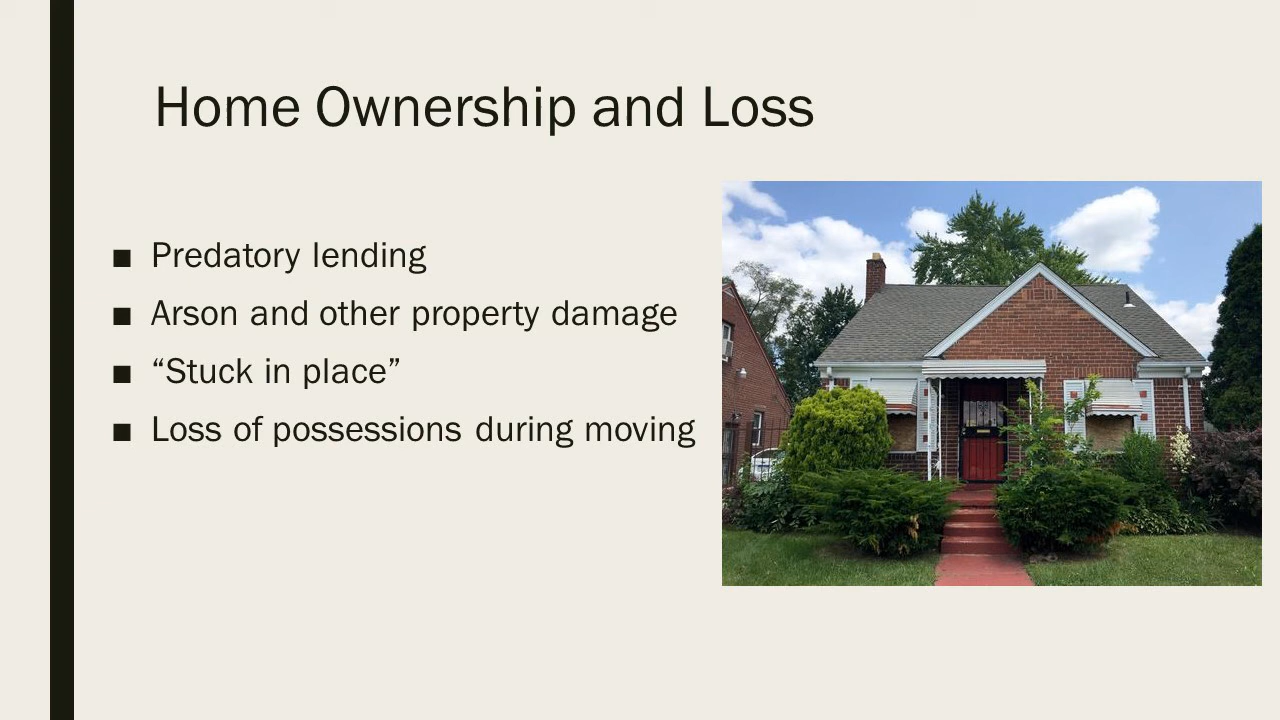 Home Ownership and Loss
■ Predatory lending
■ Arson and other property damage
■ “Stuck in place”
■ Loss of possessions during moving